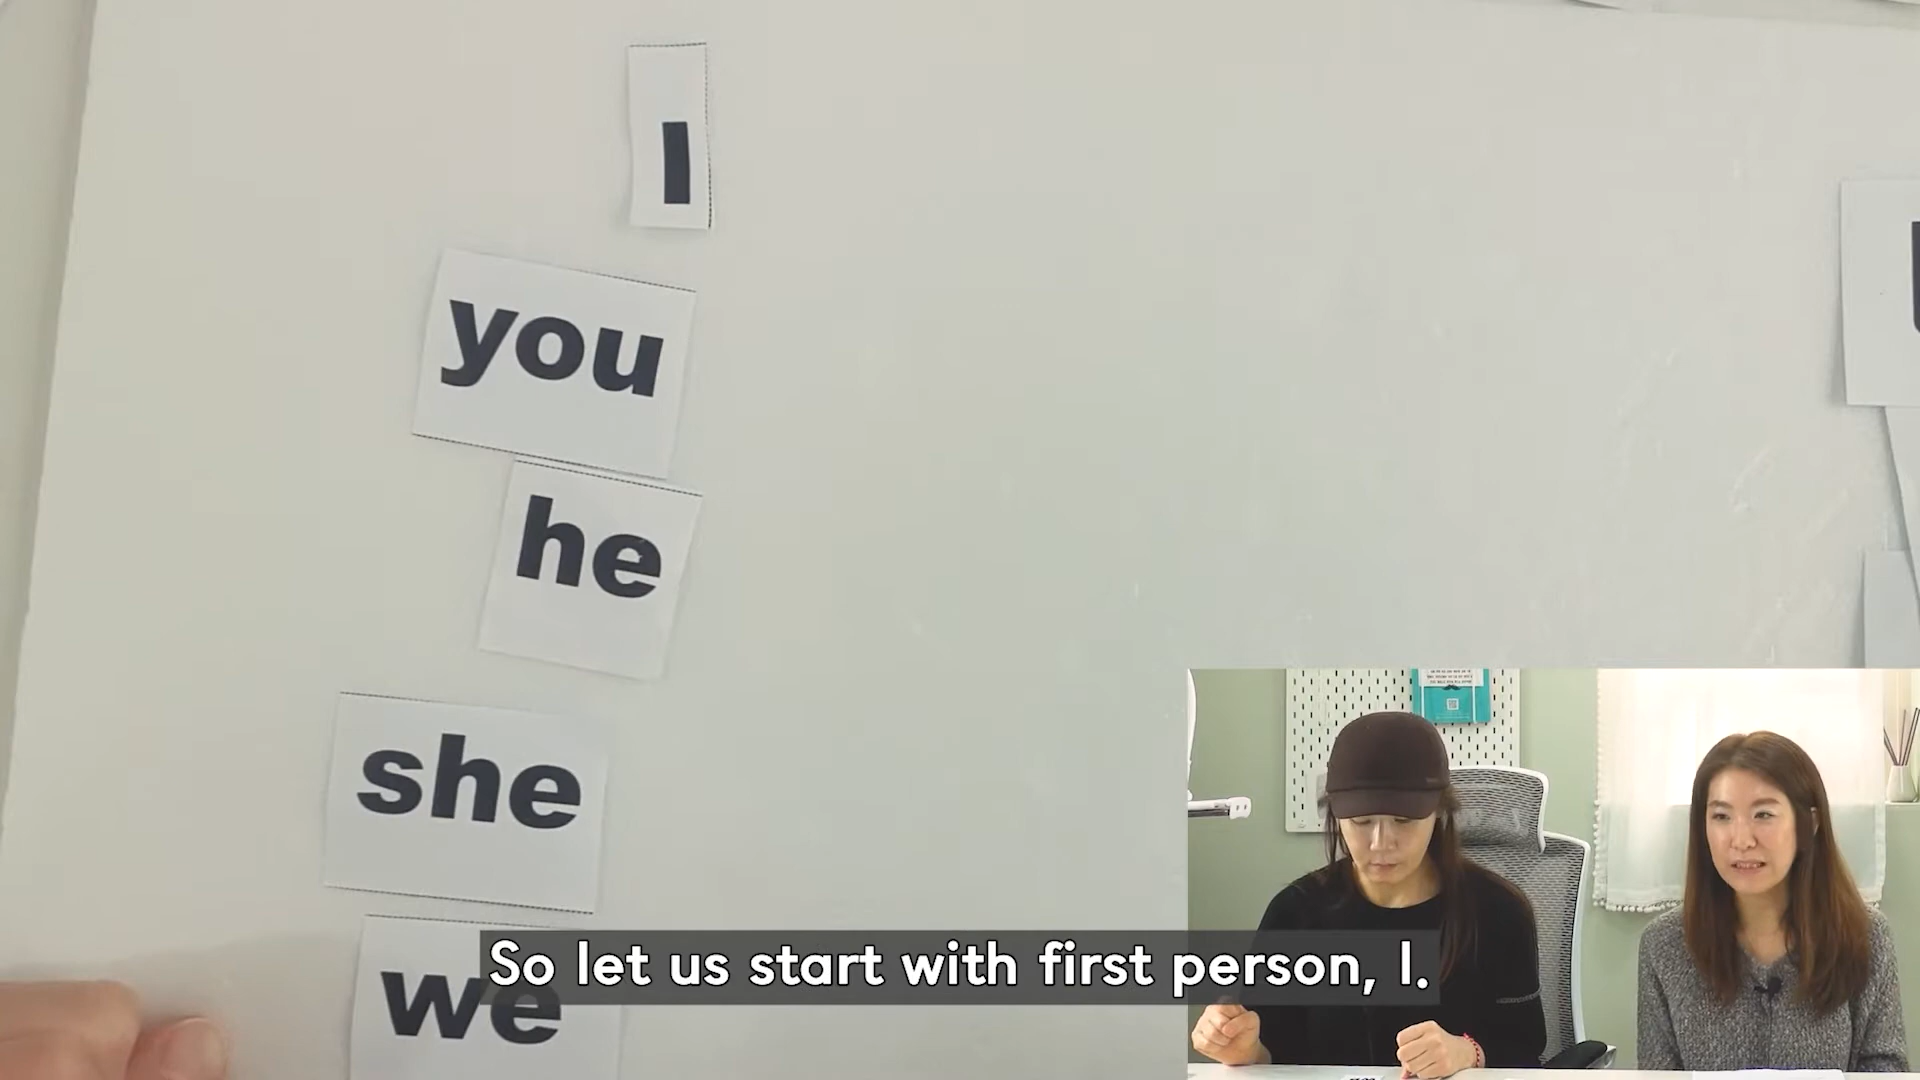 I
you
he
she
we
So let us start with first person, I.